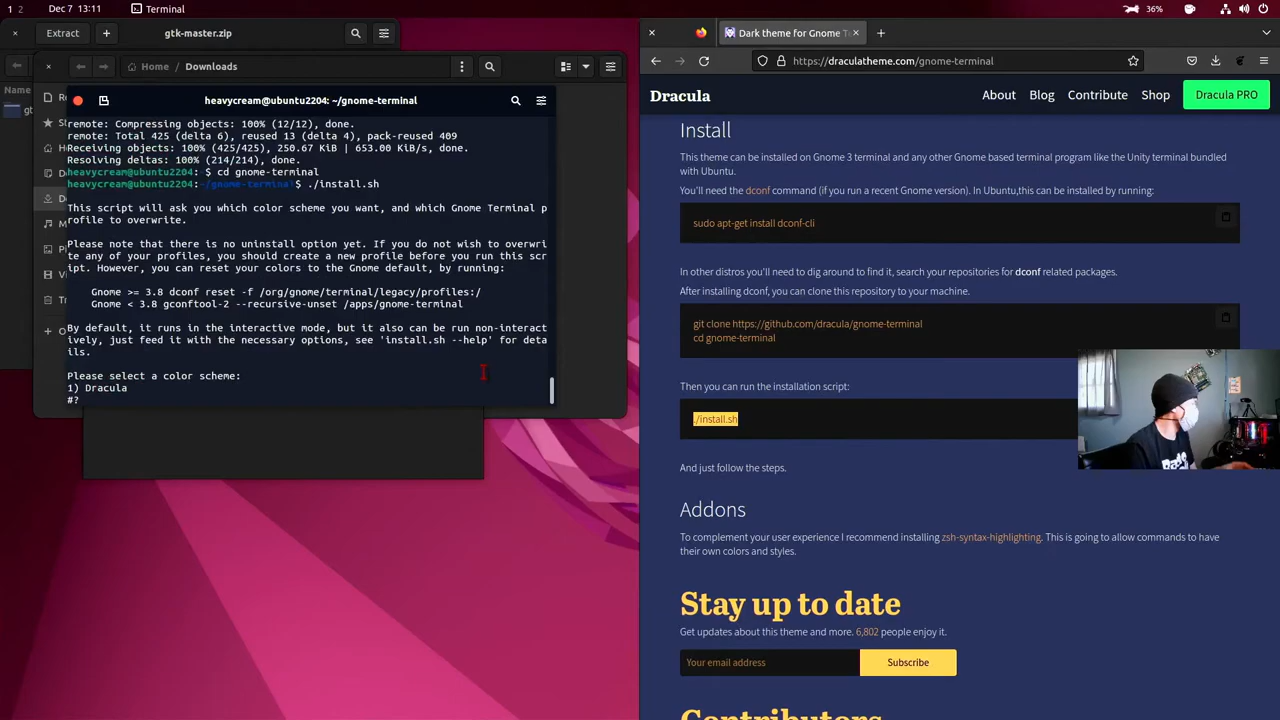 1 2 Dec 7 13:11 Terminal 36%
Extract gtk-master.zip
Name
gt
Home Downloads
heavycream@ubuntu2204: ~/gnome-terminal
remote: Compressing objects: 100% (12/12), done.
remote: Total 425 (delta 6), reused 13 (delta 4), pack-reused 409
Receiving objects: 100% (425/425), 250.67 KiB | 653.00 KiB/s, done.
Resolving deltas: 100% (214/214), done.
heavycream@ubuntu2204: $ cd gnome-terminal
heavycream@ubuntu2204: ~/gnome-terminal$ ./install.sh
This script will ask you which color scheme you want, and which Gnome Terminal p
rofile to overwrite.
Please note that there is no uninstall option yet. If you do not wish to overwri
te any of your profiles, you should create a new profile before you run this scr
ipt. However, you can reset your colors to the Gnome default, by running:
Gnome >= 3.8 dconf reset -f /org/gnome/terminal/legacy/profiles:/
Gnome < 3.8 gconftool-2 --recursive-unset /apps/gnome-terminal
By default, it runs in the interactive mode, but it also can be run non-interact
ively, just feed it with the necessary options, see 'install.sh --help' for deta
ils.
Please select a color scheme:
1) Dracula
#?
Dark theme for Gnome Te
https://draculatheme.com/gnome-terminal
Dracula
About Blog Contribute Shop Dracula PRO
Install
This theme can be installed on Gnome 3 terminal and any other Gnome based terminal program like the Unity terminal bundled
with Ubuntu.
You'll need the dconf command (if you run a recent Gnome version). In Ubuntu,this can be installed by running:
sudo apt-get install dconf-cli
In other distros you'll need to dig around to find it, search your repositories for dconf related packages.
After installing dconf, you can clone this repository to your machine.
git clone https://github.com/dracula/gnome-terminal
cd gnome-terminal
Then you can run the installation script:
./install.sh
And just follow the steps.
Addons
To complement your user experience I recommend installing zsh-syntax-highlighting. This is going to allow commands to have
their own colors and styles.
Stay up to date
Get updates about this theme and more. 6,802 people enjoy it.
Your email address Subscribe
Contributors